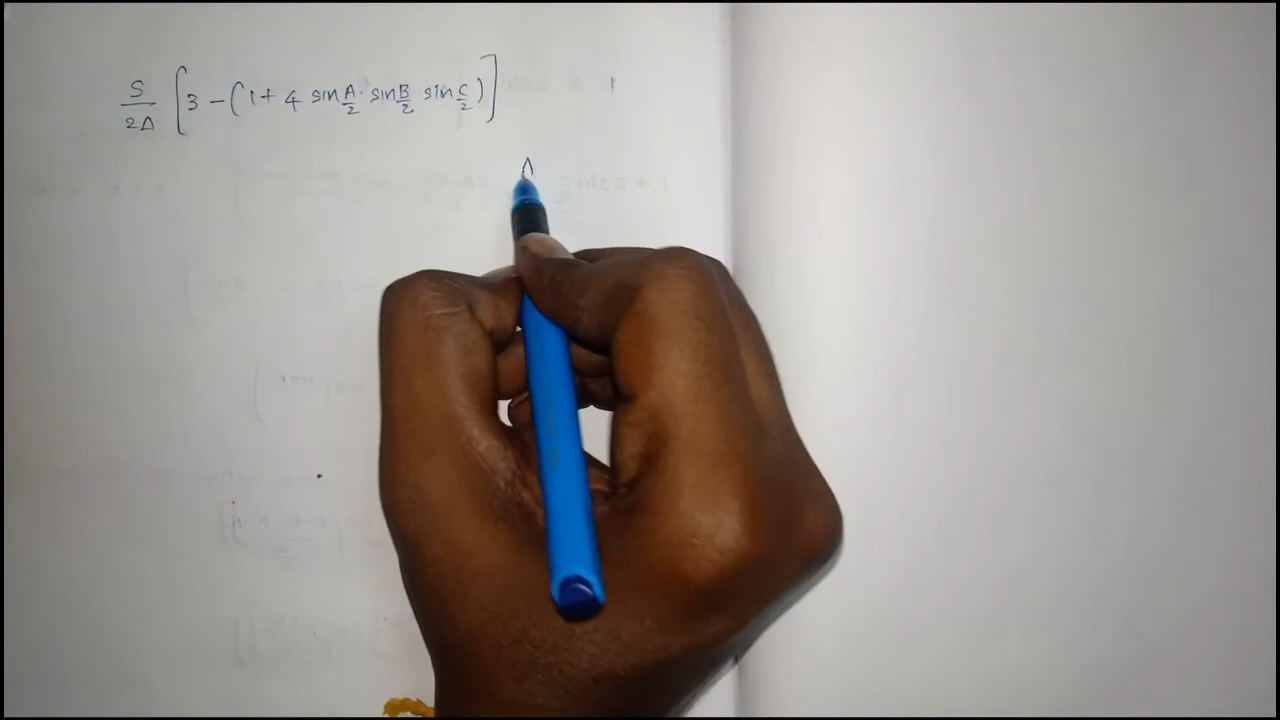 S/2Δ [3 - (1 + 4 sin A/2 · sin B/2 sin C/2)]
Δ